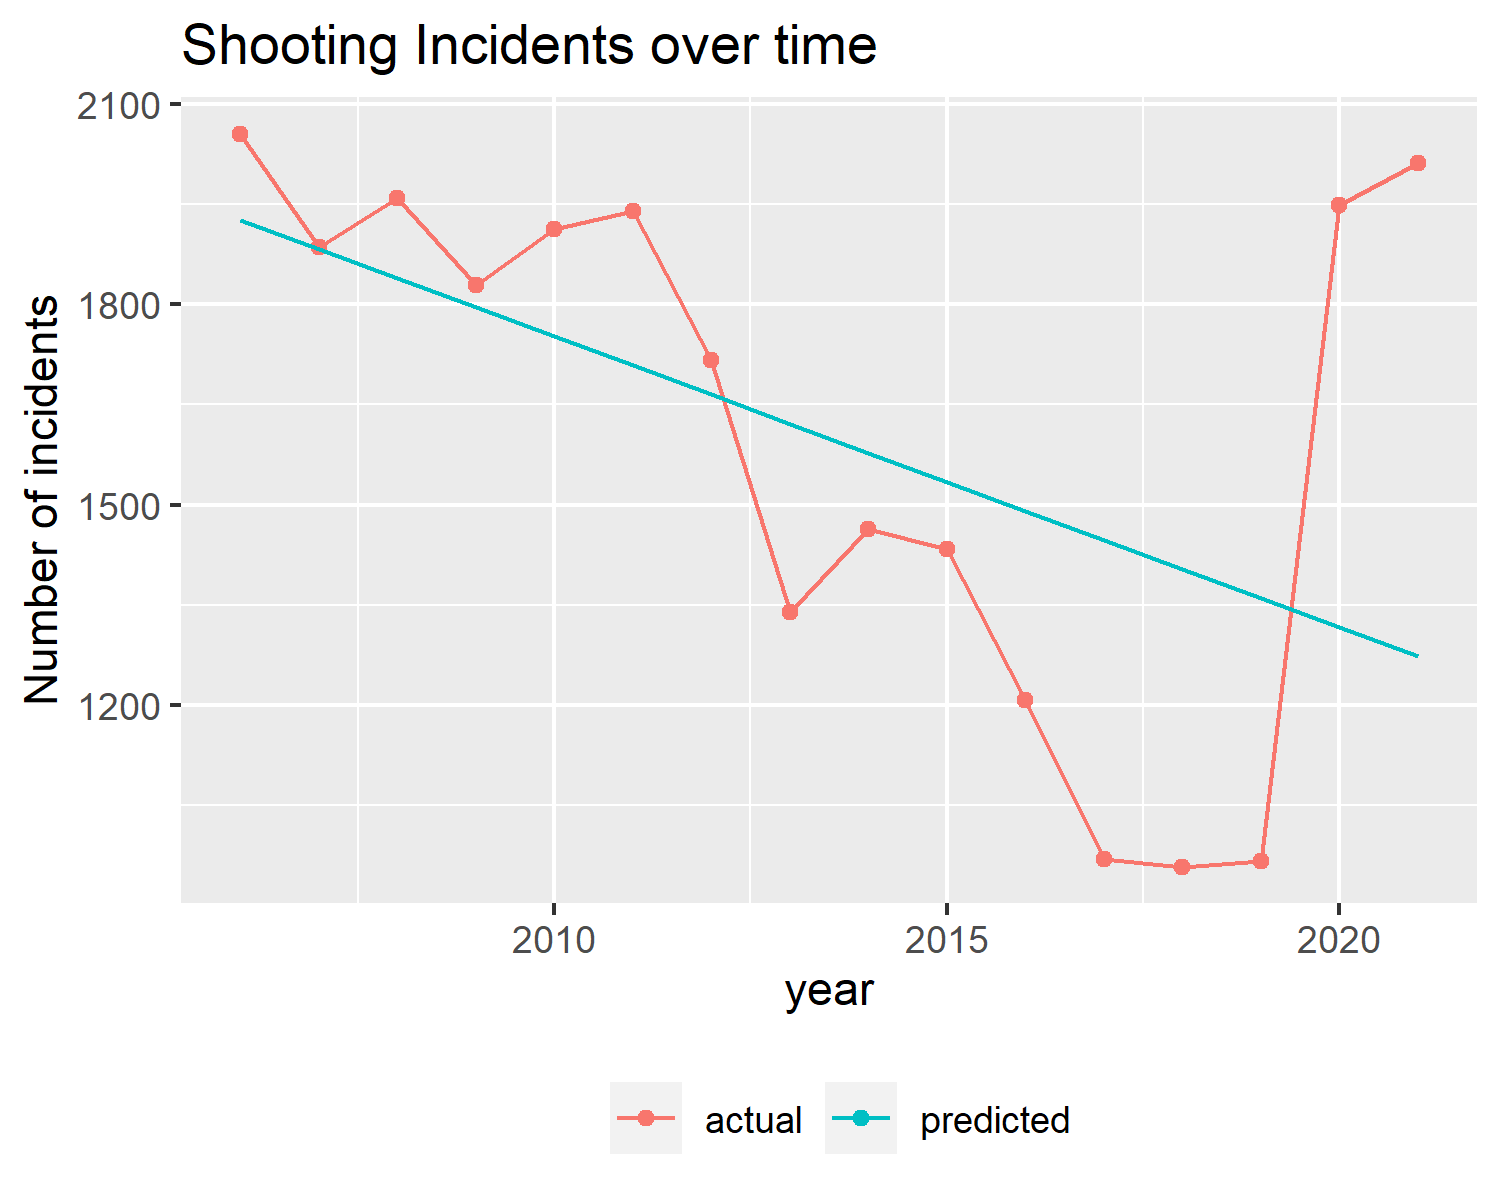 Shooting Incidents over time
Number of incidents
2100
1800
1500
1200
2010 2015 2020
year
actual predicted